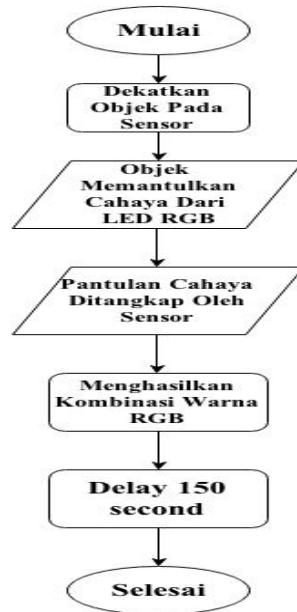 Mulai
Dekatkan
Objek Pada
Sensor
Objek
Memantulkan
Cahaya Dari
LED RGB
Pantulan Cahaya
Ditangkap Oleh
Sensor
Menghasilkan
Kombinasi Warna
RGB
Delay 150
second
Selesai